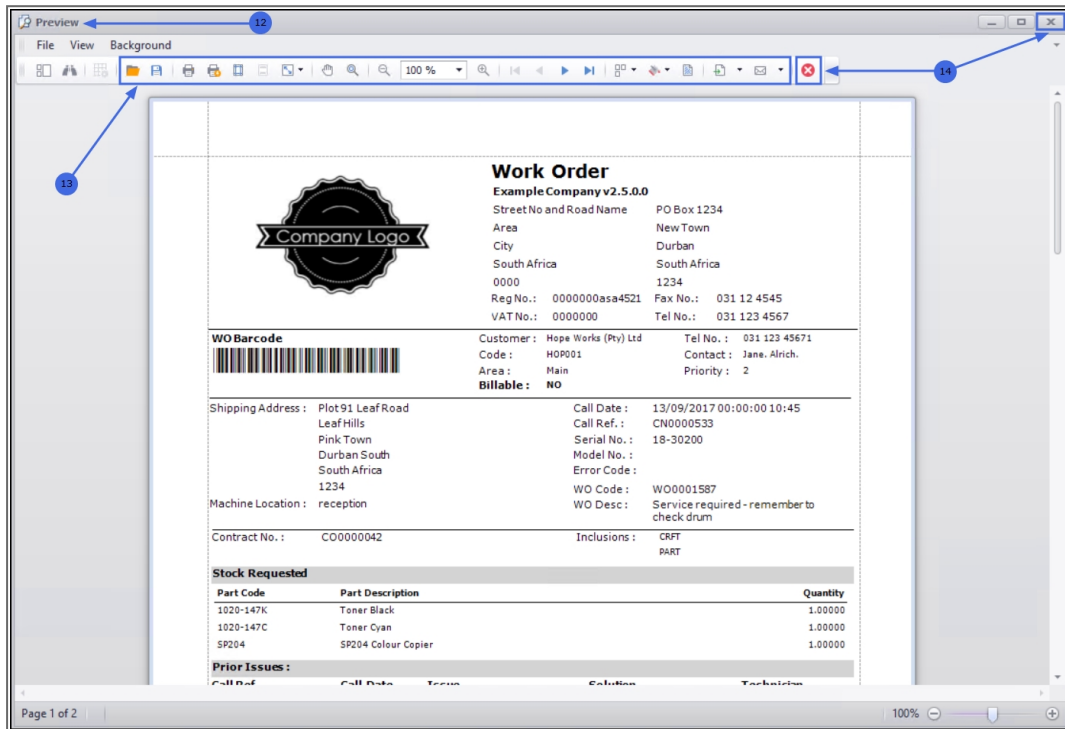 Preview
12
File View Background
100 %
14
13
Company Logo
Work Order
Example Company v2.5.0.0
Street No and Road Name PO Box 1234
Area New Town
City Durban
South Africa South Africa
0000 1234
Reg No.: 0000000asa4521 Fax No.: 031 12 4545
VAT No.: 0000000 Tel No.: 031 123 4567
WO Barcode Customer : Hope Works (Pty) Ltd Tel No. : 031 123 45671
Code : HOP001 Contact : Jane. Alrich.
Area : Main Priority : 2
Billable : NO
Shipping Address : Plot 91 Leaf Road Call Date : 13/09/2017 00:00:00 10:45
Leaf Hills Call Ref. : CN0000533
Pink Town Serial No. : 18-30200
Durban South Model No. :
South Africa Error Code :
1234 WO Code : WO0001587
Machine Location : reception WO Desc : Service required - remember to
check drum
Contract No. : CO0000042 Inclusions : CRFT
PART
Stock Requested
Part Code Part Description Quantity
1020-147K Toner Black 1.00000
1020-147C Toner Cyan 1.00000
SP204 SP204 Colour Copier 1.00000
Prior Issues :
Call Ref Call Date Issue Solution Technician
Page 1 of 2 100%